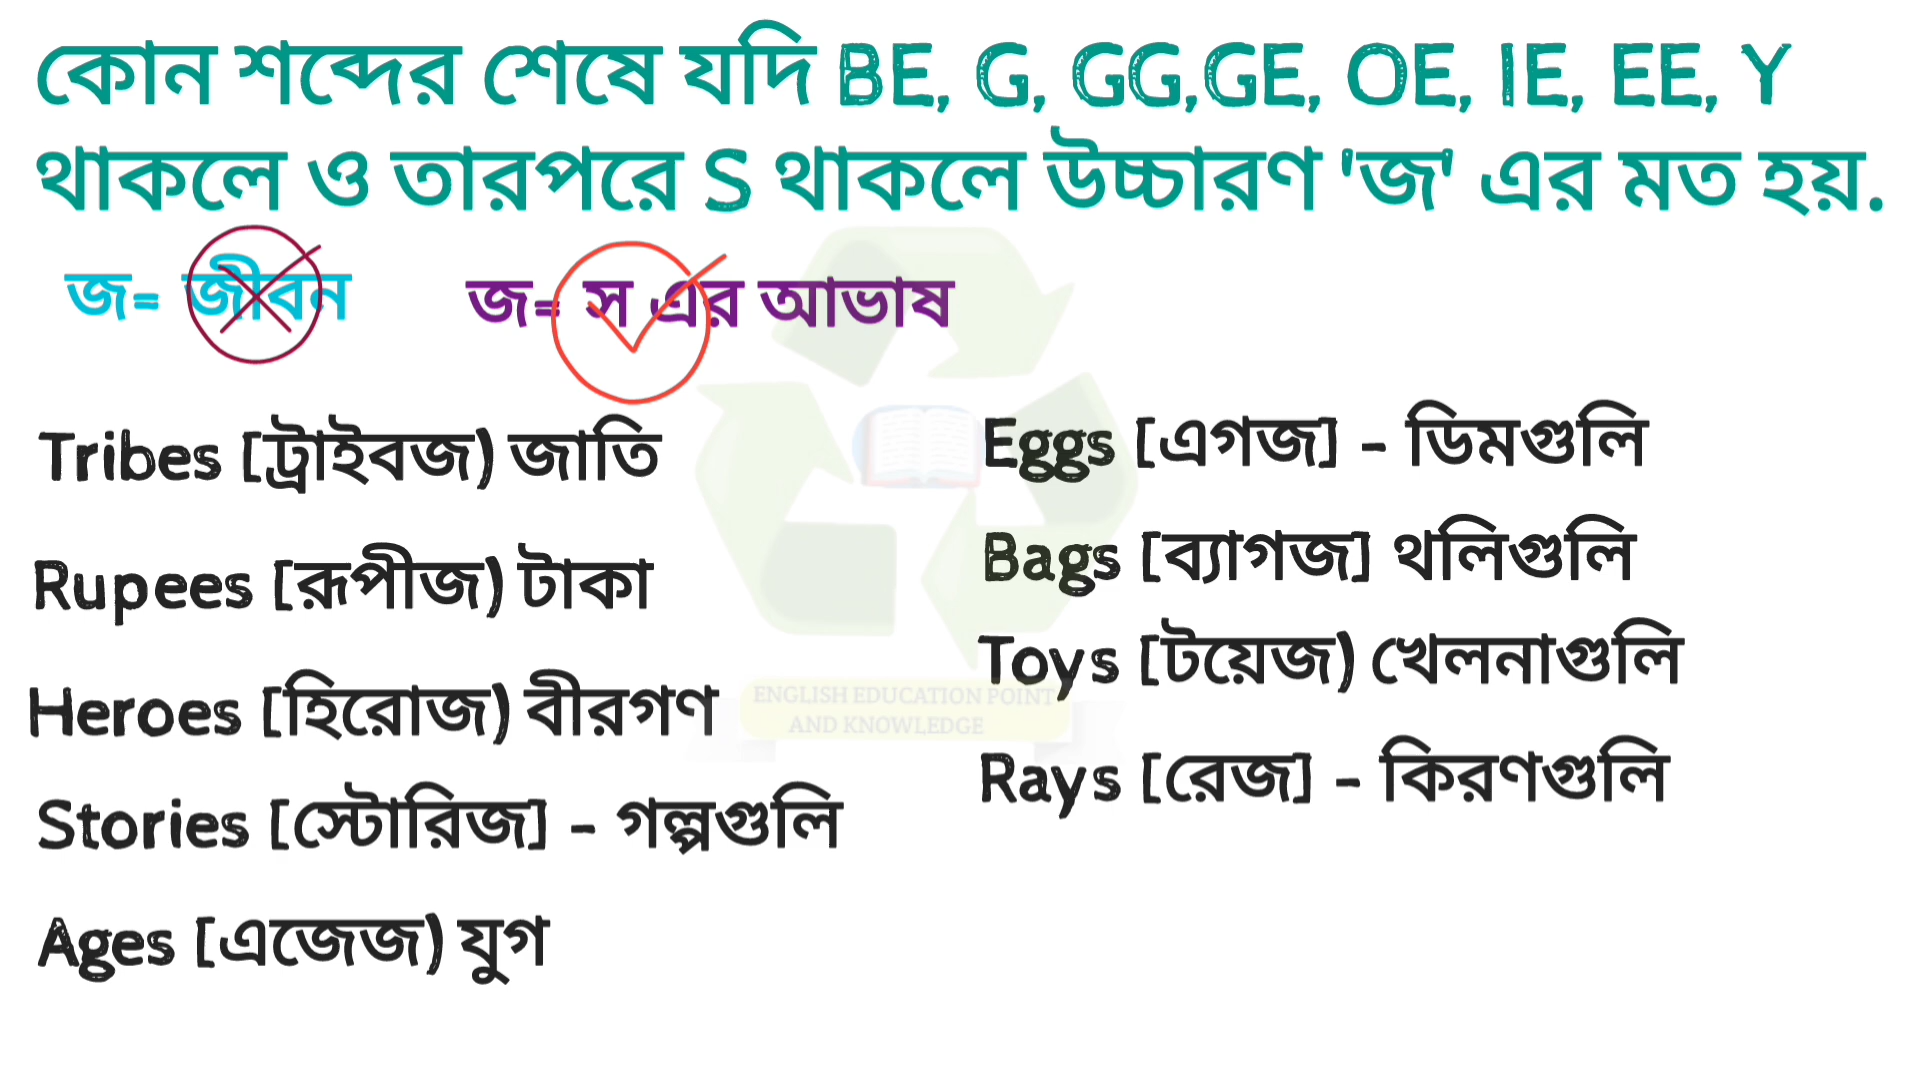 কোন শব্দের শেষে যদি BE, G, GG,GE, OE, IE, EE, Y
থাকলে ও তারপরে S থাকলে উচ্চারণ 'জ' এর মত হয়.
জ= জীবন
জ= স এর আভাষ
Tribes [ট্রাইবজ) জাতি
Rupees [রূপীজ) টাকা
Heroes [হিরোজ) বীরগণ
Stories [স্টোরিজ] - গল্পগুলি
Ages [এজেজ) যুগ
Eggs [এগজ] - ডিমগুলি
Bags [ব্যাগজ] থলিগুলি
Toys [টয়েজ) খেলনাগুলি
Rays [রেজ] - কিরণগুলি
ENGLISH EDUCATION POINT
AND KNOWLEDGE